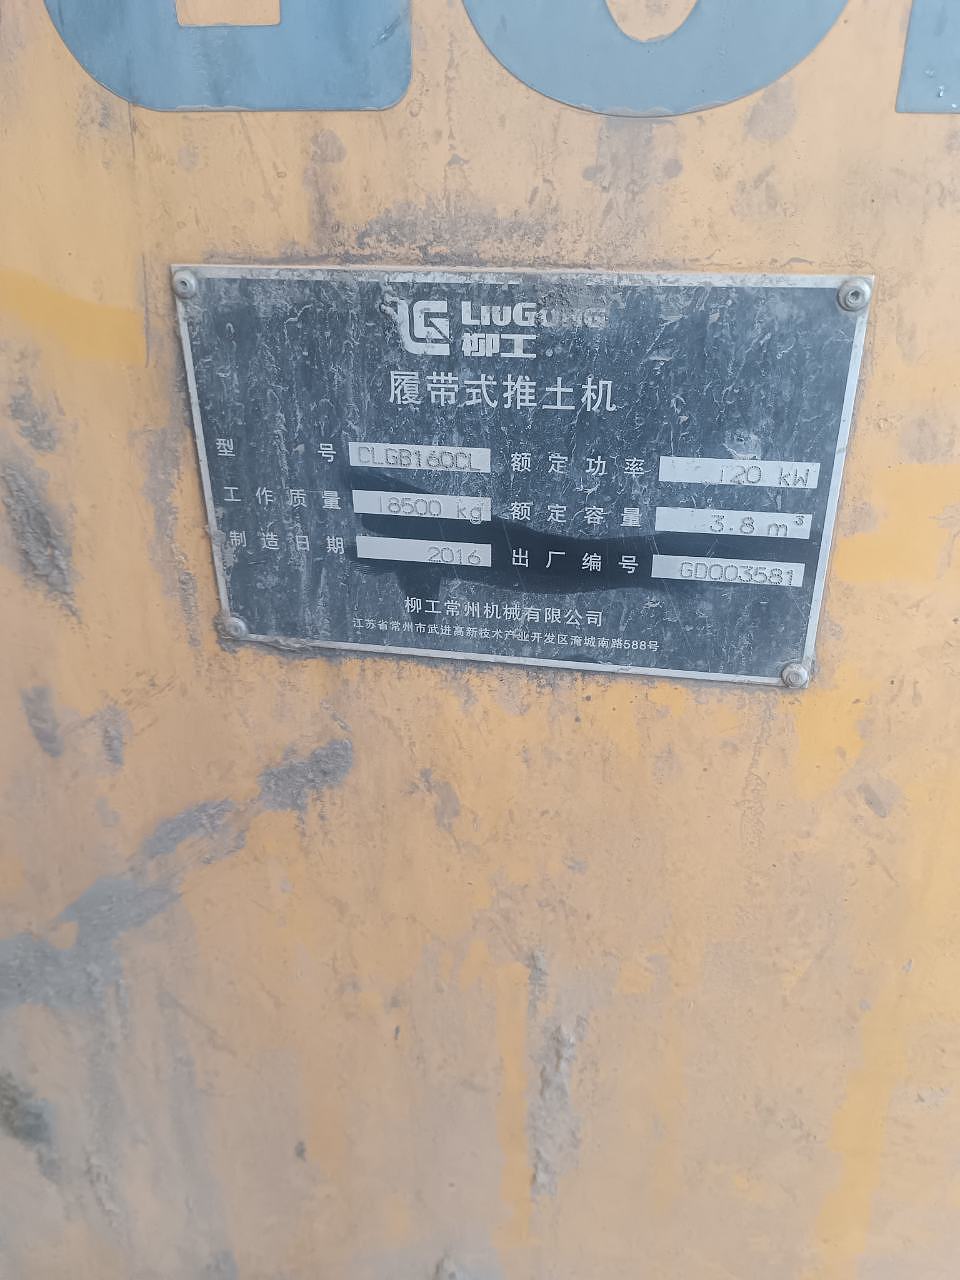 LIUGONG
柳工
履带式推土机
型号 CLGB160CL 额定功率 120 kW
工作质量 18500 kg 额定容量 3.8 m³
制造日期 2016 出厂编号 GD003581
柳工常州机械有限公司
江苏省常州市武进高新技术产业开发区淹城南路588号